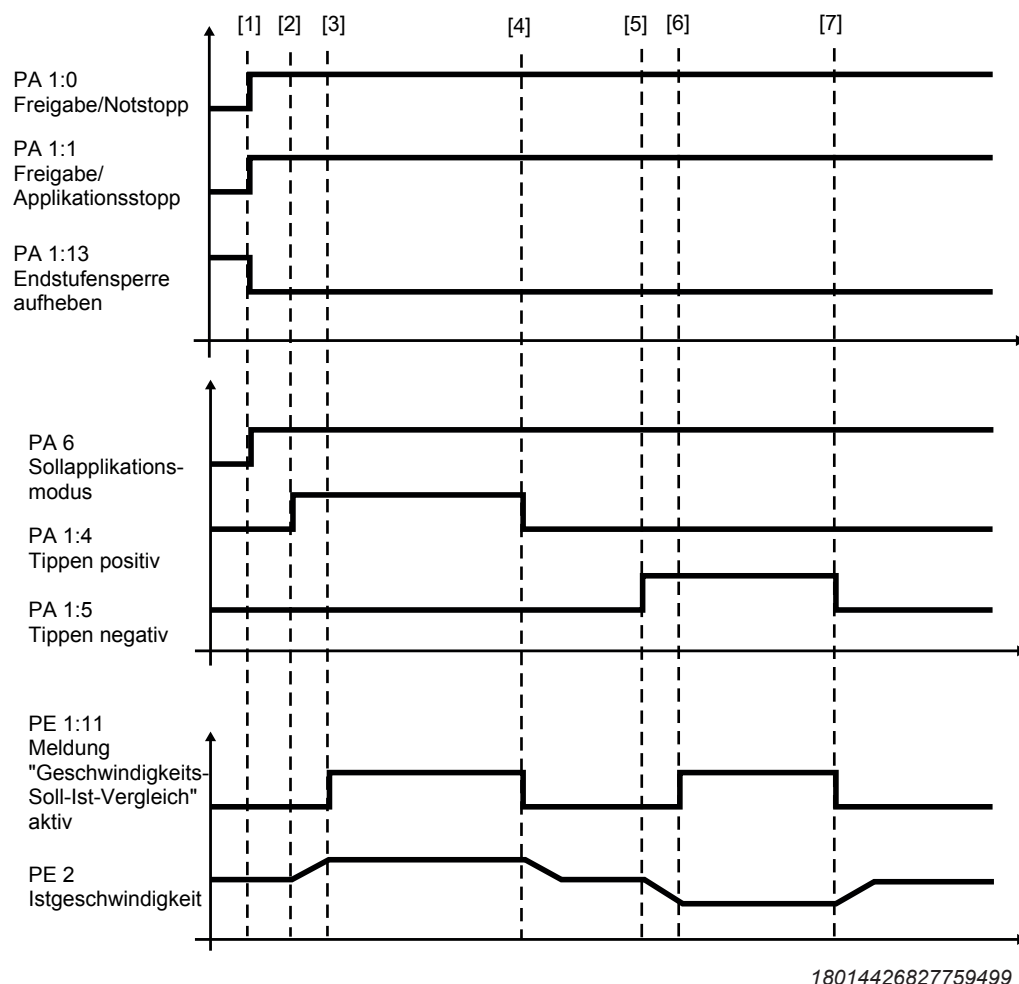 [1] [2] [3] [4] [5] [6] [7]
PA 1:0
Freigabe/Notstopp
PA 1:1
Freigabe/
Applikationsstopp
PA 1:13
Endstufensperre
aufheben
PA 6
Sollapplikations-
modus
PA 1:4
Tippen positiv
PA 1:5
Tippen negativ
PE 1:11
Meldung
"Geschwindigkeits-
Soll-Ist-Vergleich"
aktiv
PE 2
Istgeschwindigkeit
18014426827759499